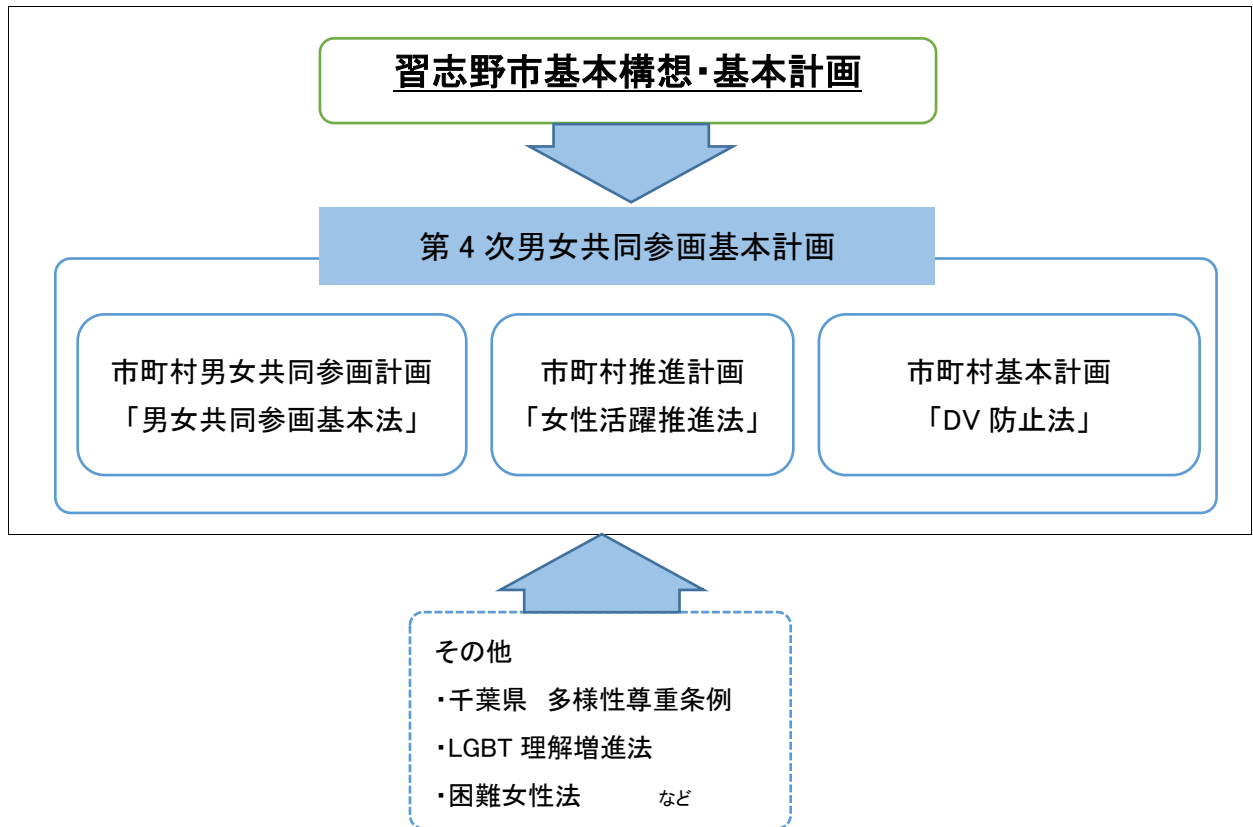 習志野市基本構想・基本計画
第 4 次男女共同参画基本計画
市町村男女共同参画計画
「男女共同参画基本法」
市町村推進計画
「女性活躍推進法」
市町村基本計画
「DV 防止法」
その他
・千葉県　多様性尊重条例
・LGBT 理解増進法
・困難女性法　　　など